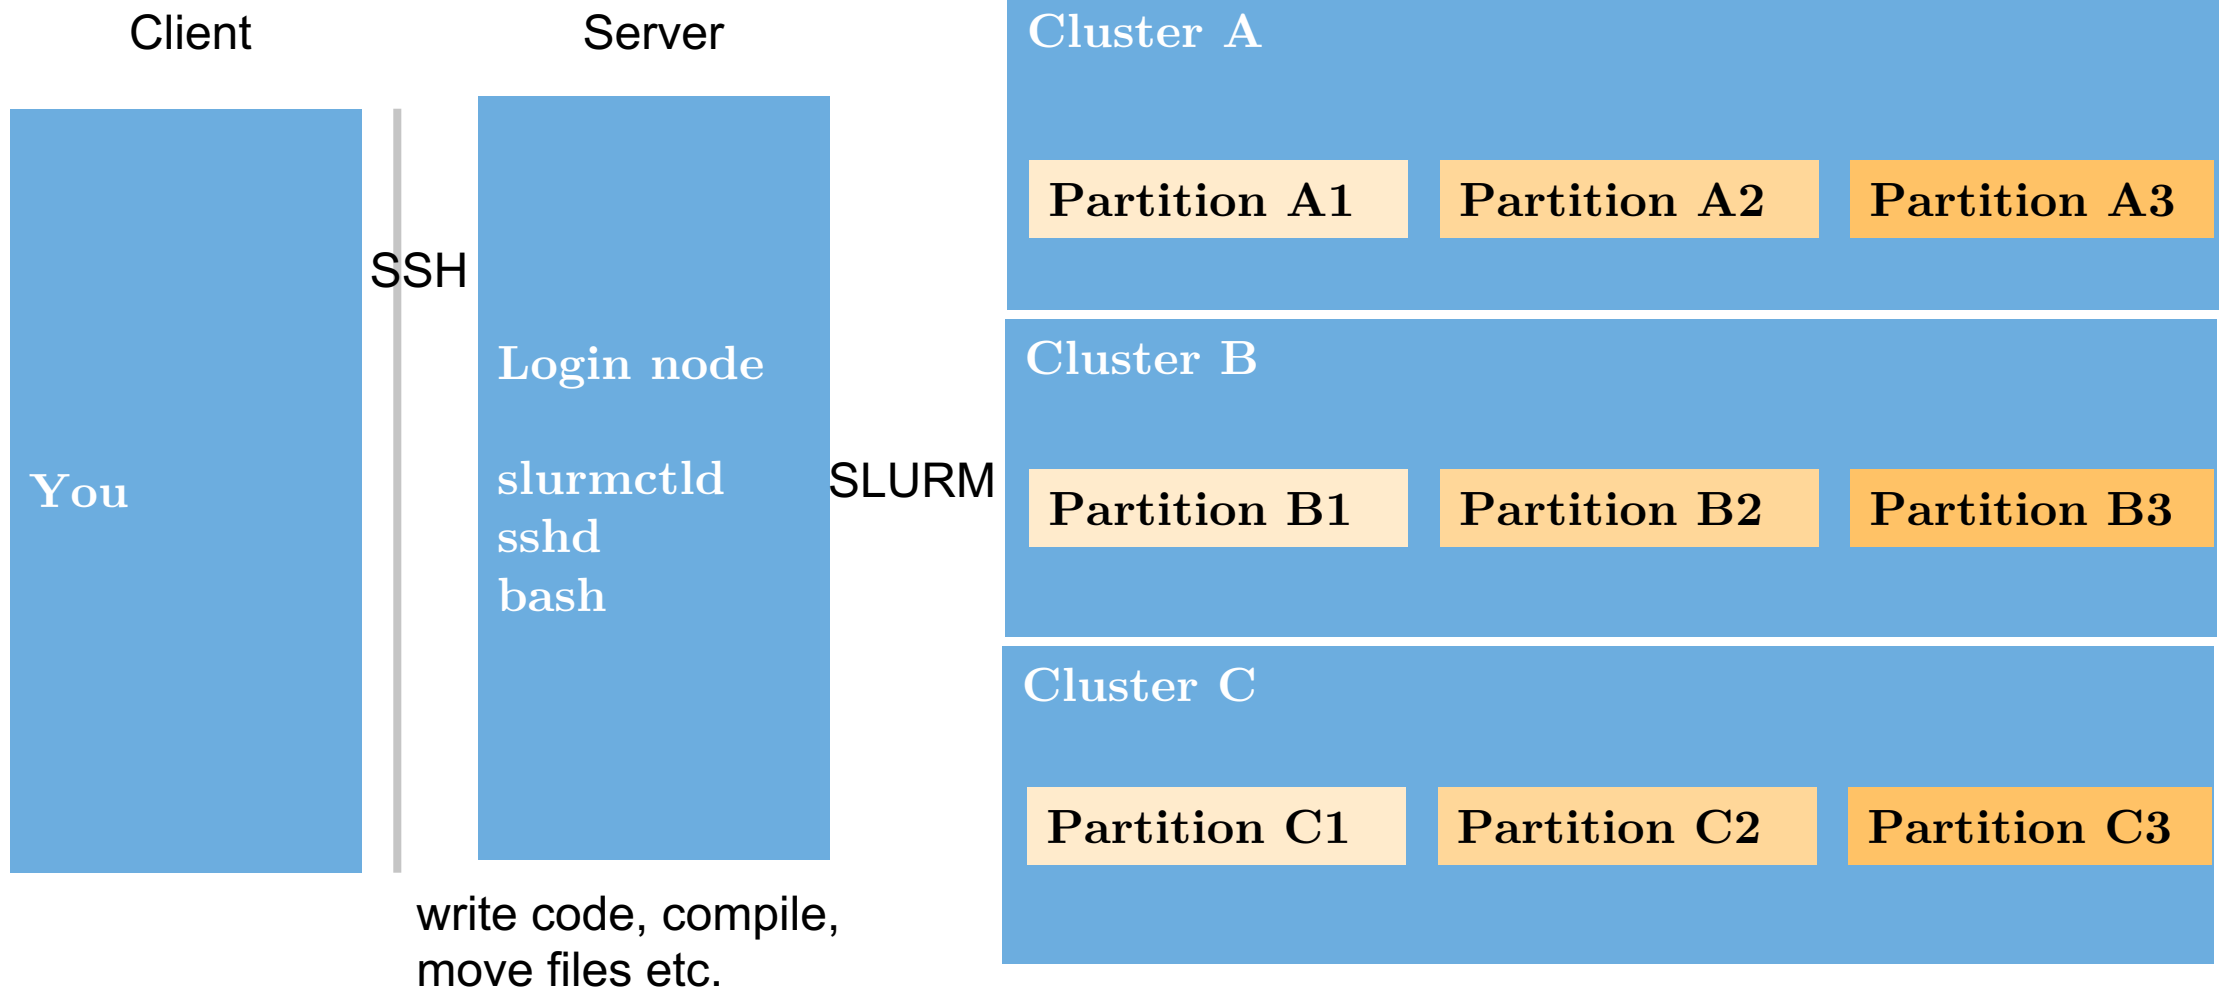 Client
You
SSH
Server
Login node
slurmctld
sshd
bash
write code, compile,
move files etc.
SLURM
Cluster A
Partition A1
Partition A2
Partition A3
Cluster B
Partition B1
Partition B2
Partition B3
Cluster C
Partition C1
Partition C2
Partition C3